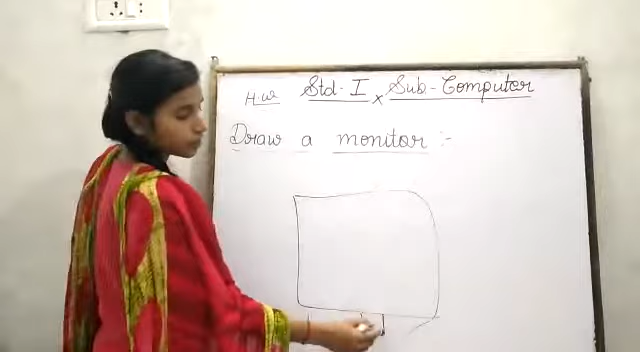 H.W Std - I x Sub - Computer
Draw a monitor :-